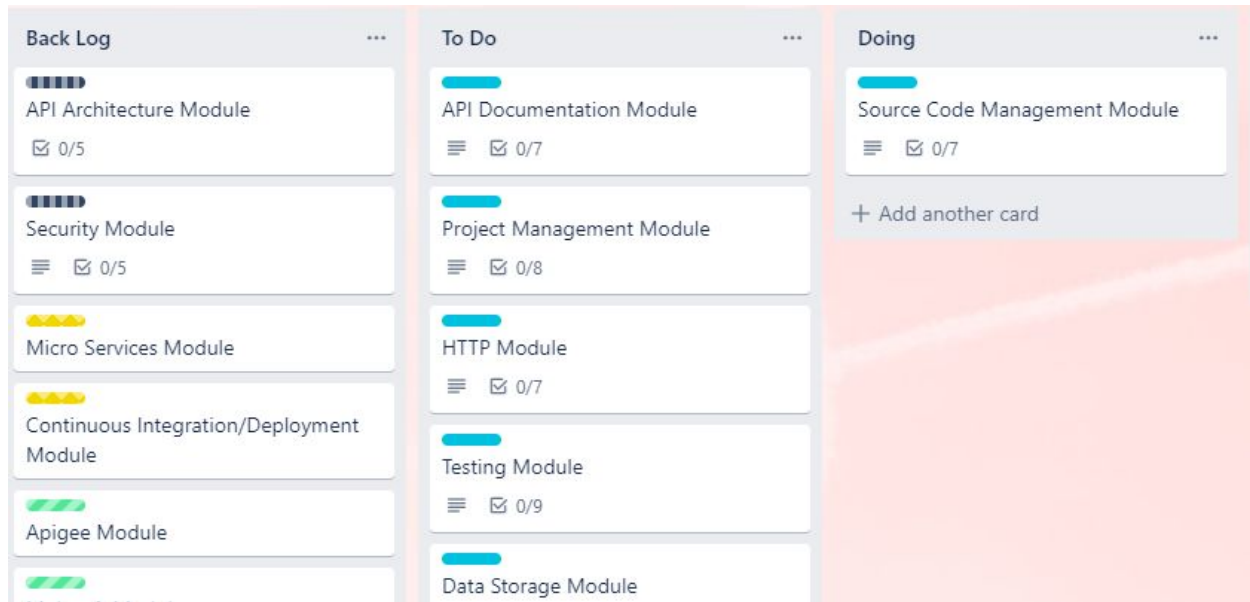 Back Log
API Architecture Module
0/5
Security Module
0/5
Micro Services Module
Continuous Integration/Deployment
Module
Apigee Module
To Do
API Documentation Module
0/7
Project Management Module
0/8
HTTP Module
0/7
Testing Module
0/9
Data Storage Module
Doing
Source Code Management Module
0/7
+ Add another card